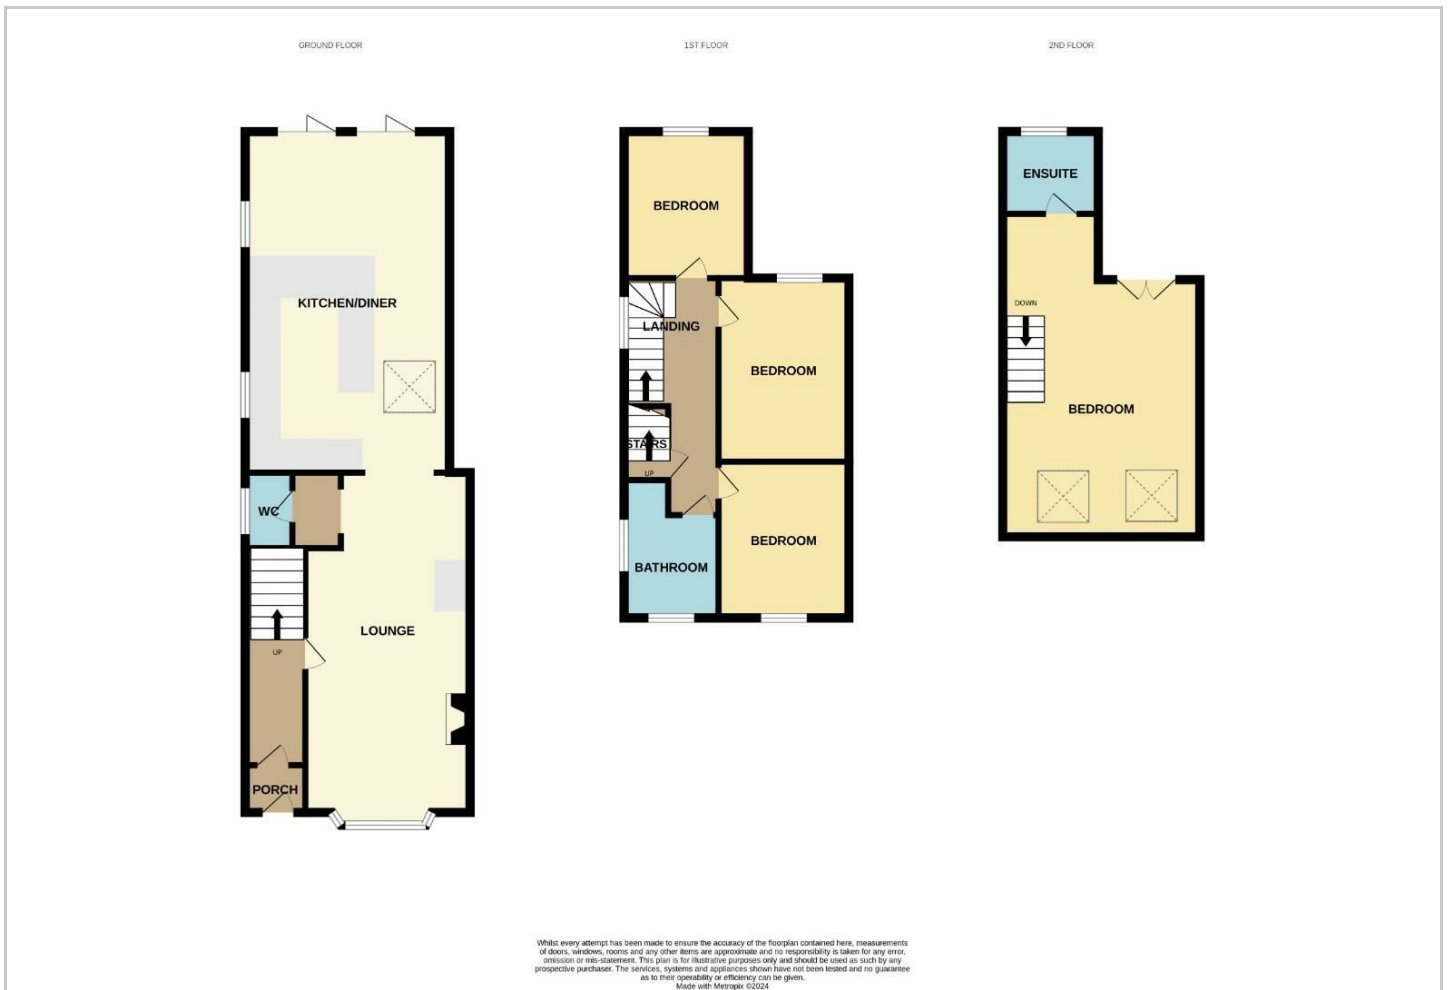 GROUND FLOOR
1ST FLOOR
2ND FLOOR
KITCHEN/DINER
WC
LOUNGE
UP
PORCH
BEDROOM
LANDING
BEDROOM
STAIRS
UP
BEDROOM
BATHROOM
ENSUITE
DOWN
BEDROOM
Whilst every attempt has been made to ensure the accuracy of the floorplan contained here, measurements
of doors, windows, rooms and any other items are approximate and no responsibility is taken for any error,
omission or mis-statement. This plan is for illustrative purposes only and should be used as such by any
prospective purchaser. The services, systems and appliances shown have not been tested and no guarantee
as to their operability or efficiency can be given.
Made with Metropix ©2024